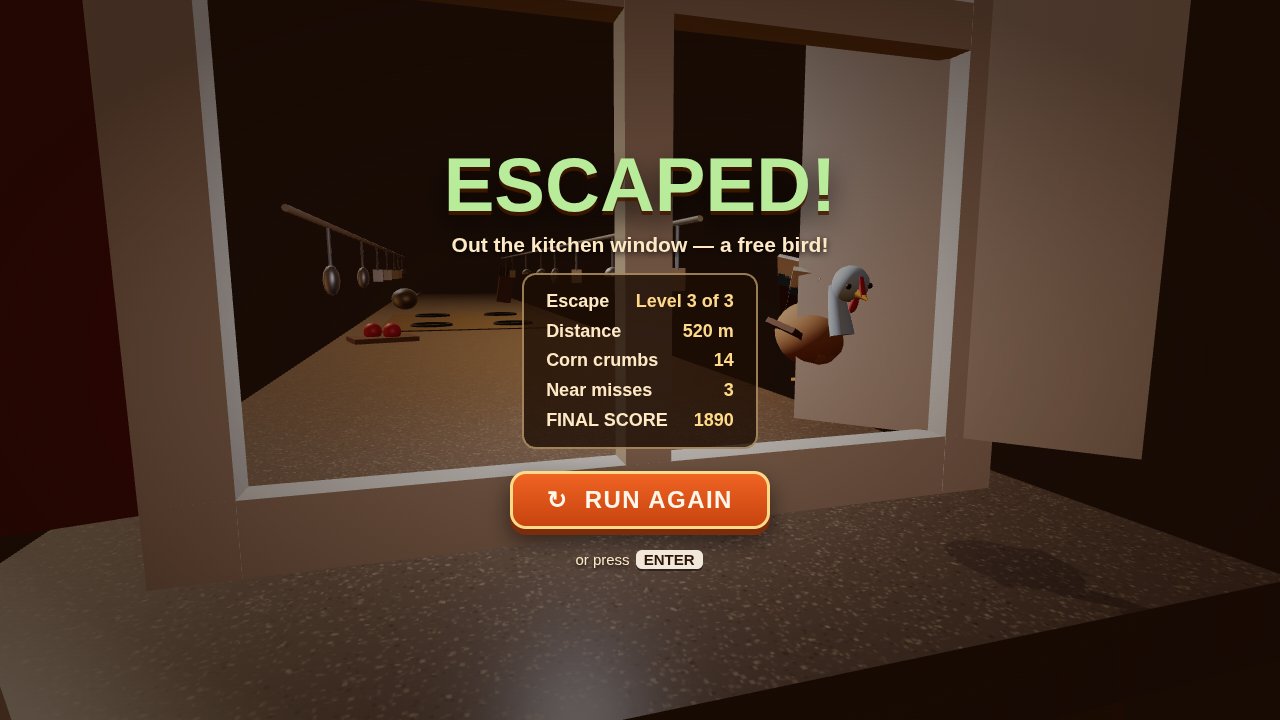 ESCAPED!
Out the kitchen window — a free bird!
Escape Level 3 of 3
Distance 520 m
Corn crumbs 14
Near misses 3
FINAL SCORE 1890
↻ RUN AGAIN
or press ENTER